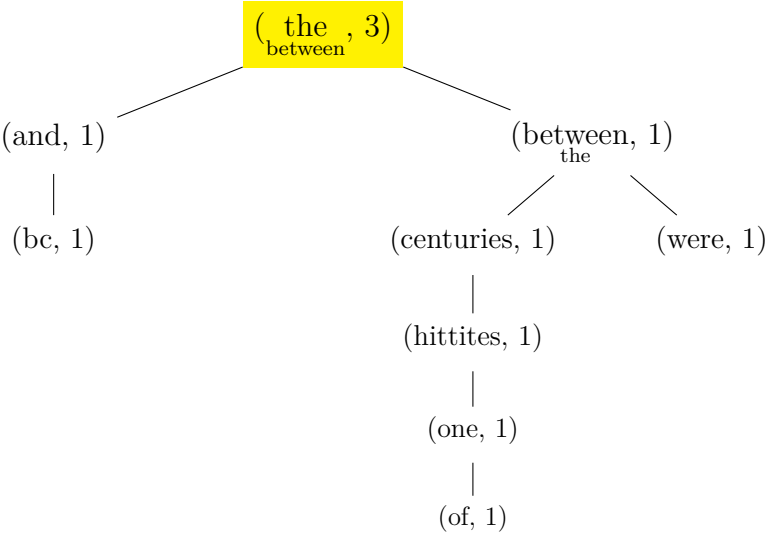 ( the , 3)
between
(and, 1) (between, 1)
the
(bc, 1) (centuries, 1) (were, 1)
(hittites, 1)
(one, 1)
(of, 1)